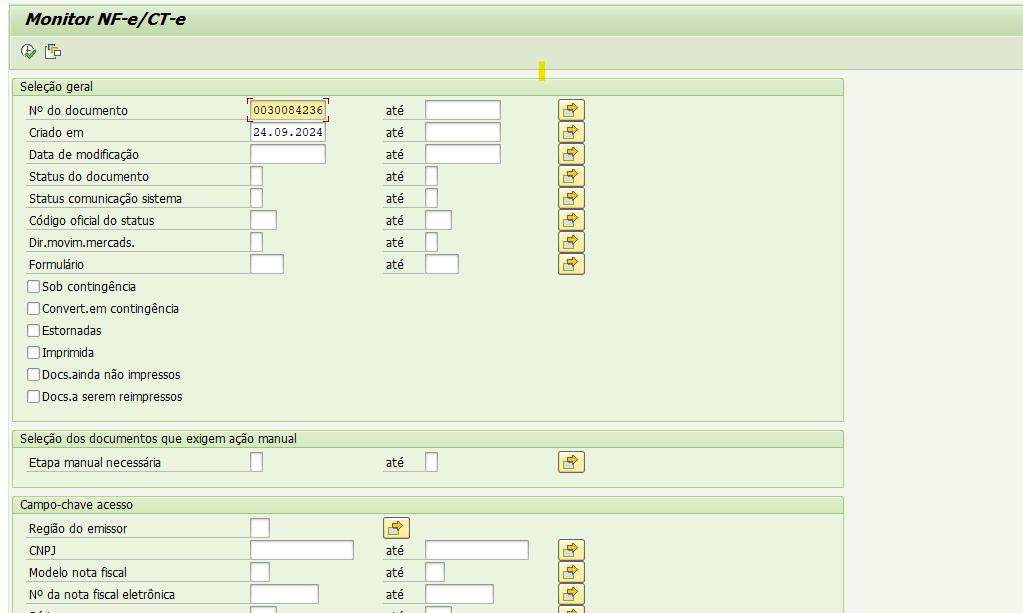 Monitor NF-e/CT-e
Seleção geral
Nº do documento 0030084236 até
Criado em 24.09.2024 até
Data de modificação até
Status do documento até
Status comunicação sistema até
Código oficial do status até
Dir.movim.mercads. até
Formulário até
Sob contingência
Convert.em contingência
Estornadas
Imprimida
Docs.ainda não impressos
Docs.a serem reimpressos
Seleção dos documentos que exigem ação manual
Etapa manual necessária até
Campo-chave acesso
Região do emissor
CNPJ até
Modelo nota fiscal até
Nº da nota fiscal eletrônica até